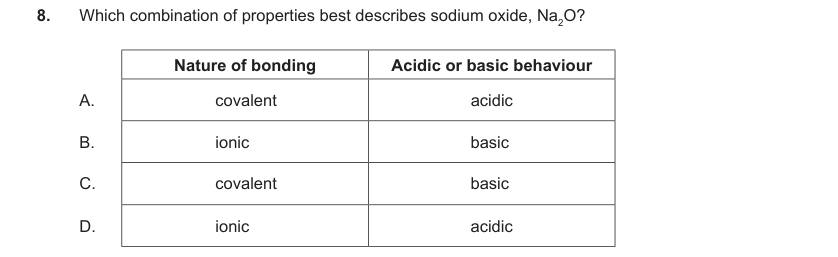 8. Which combination of properties best describes sodium oxide, Na₂O?
Nature of bonding Acidic or basic behaviour
A. covalent acidic
B. ionic basic
C. covalent basic
D. ionic acidic